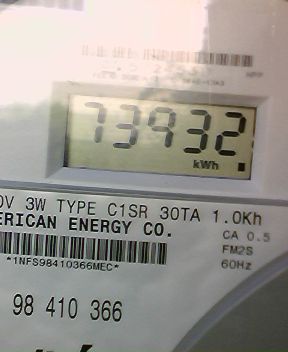 73932
kWh
0V 3W TYPE C1SR 30TA 1.0Kh
ERICAN ENERGY CO.
CA 0.5
FM2S
60Hz
*1NFS98410366MEC*
98 410 366